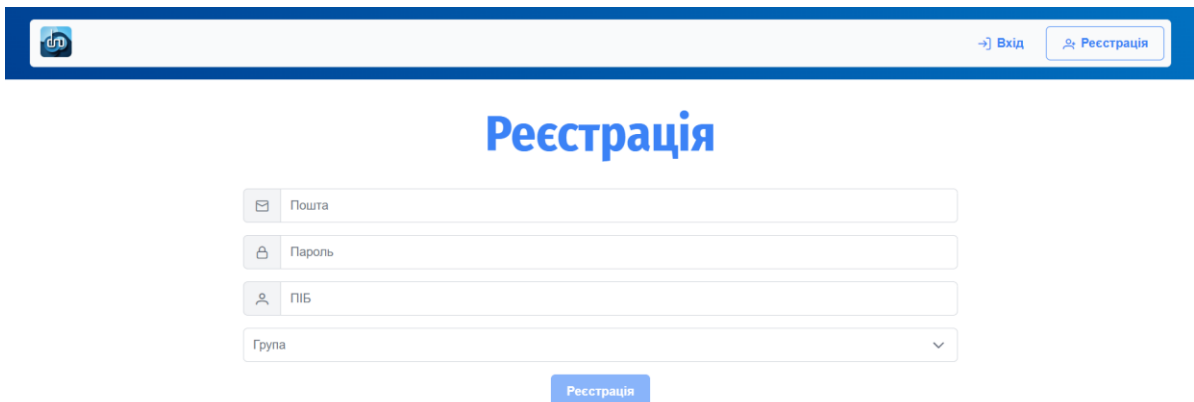 Вхід Реєстрація
Реєстрація
Пошта
Пароль
ПІБ
Група
Реєстрація